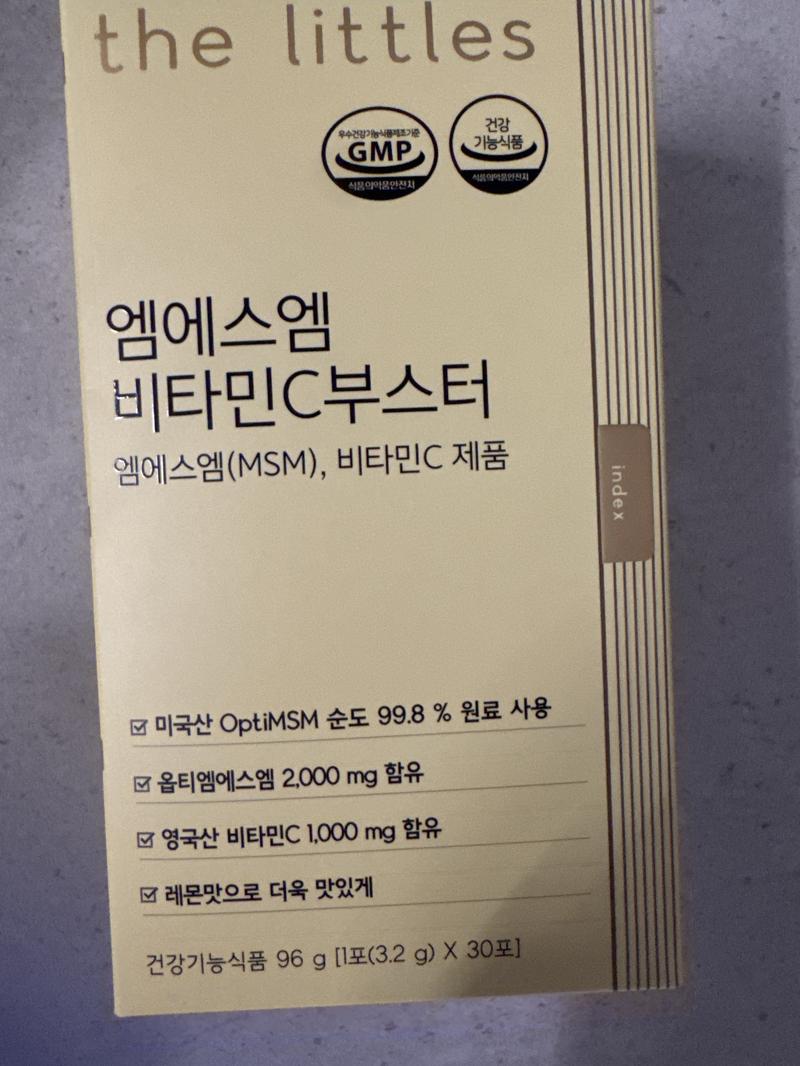 the littles
우수건강기능식품제조기준
GMP
식품의약품안전처
건강
기능식품
식품의약품안전처
엠에스엠
비타민C부스터
엠에스엠(MSM), 비타민C 제품
index
미국산 OptiMSM 순도 99.8 % 원료 사용
옵티엠에스엠 2,000 mg 함유
영국산 비타민C 1,000 mg 함유
레몬맛으로 더욱 맛있게
건강기능식품 96 g [1포(3.2 g) X 30포]